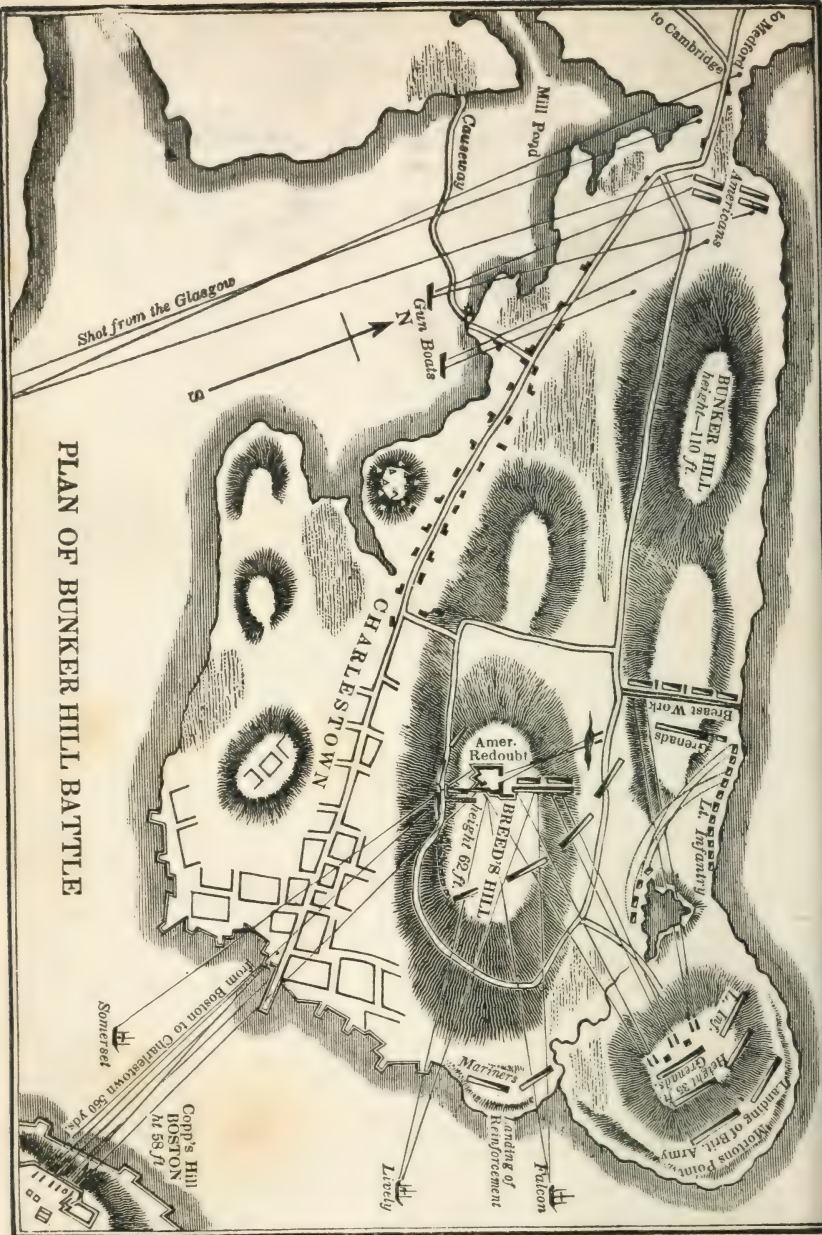 to Medford
to Cambridge
Mill Pond
Causeway
Americans
Shot from the Glasgow
Gun Boats
N
S
BUNKER HILL
height—110 ft.
PLAN OF BUNKER HILL BATTLE
CHARLESTOWN
Breast Work
Grenads
Lt. Infantry
Amer.
Redoubt
BREED'S HILL
height 62 ft.
Lt. Inf.
Height 35 ft
Grenads.
Mortons Point
Landing of Brit. Army
Mariners
Landing of
Reinforcement
Somerset
from Boston to Charlestown 560 yds.
Copp's Hill
BOSTON
ht 58 ft
Lively
Falcon